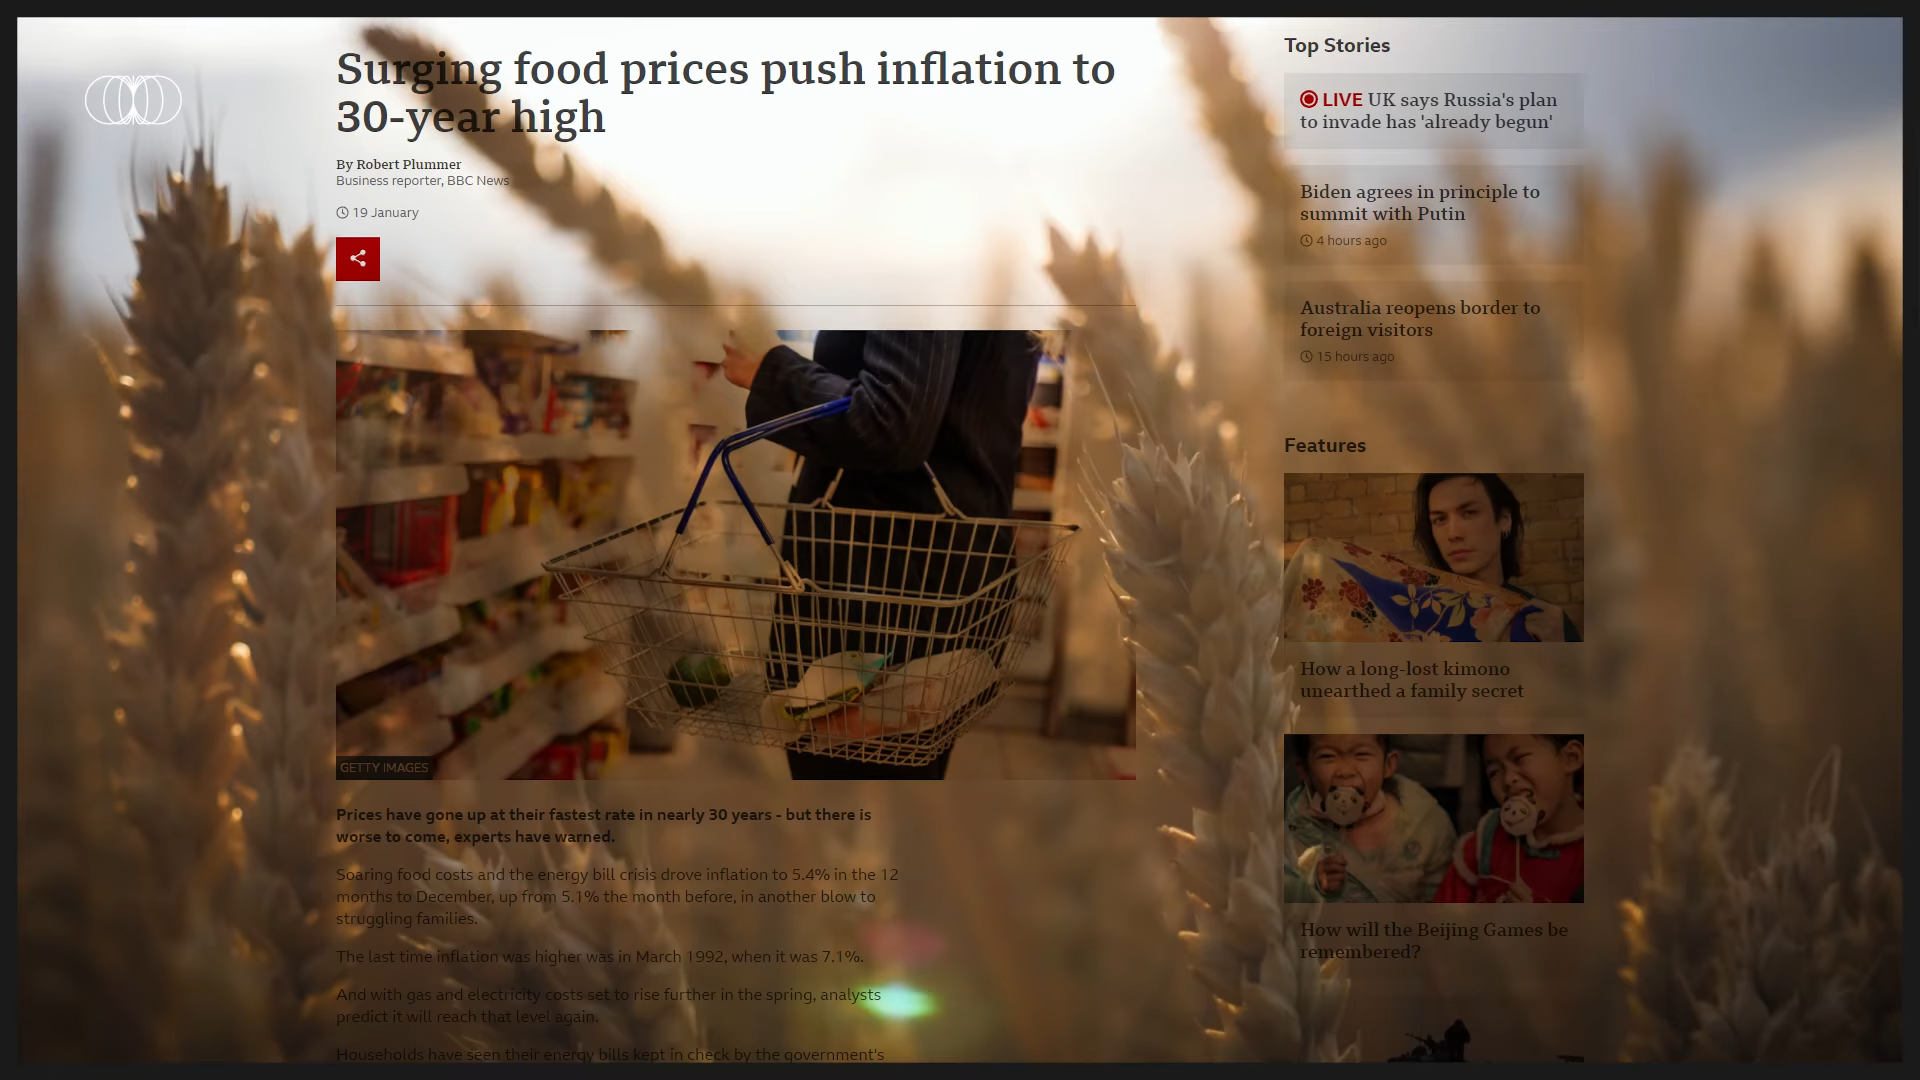 Surging food prices push inflation to
30-year high
By Robert Plummer
Business reporter, BBC News
19 January
GETTY IMAGES
Prices have gone up at their fastest rate in nearly 30 years - but there is
worse to come, experts have warned.
Soaring food costs and the energy bill crisis drove inflation to 5.4% in the 12
months to December, up from 5.1% the month before, in another blow to
struggling families.
The last time inflation was higher was in March 1992, when it was 7.1%.
And with gas and electricity costs set to rise further in the spring, analysts
predict it will reach that level again.
Households have seen their energy bills kept in check by the government's
Top Stories
LIVE UK says Russia's plan
to invade has 'already begun'
Biden agrees in principle to
summit with Putin
4 hours ago
Australia reopens border to
foreign visitors
15 hours ago
Features
How a long-lost kimono
unearthed a family secret
How will the Beijing Games be
remembered?